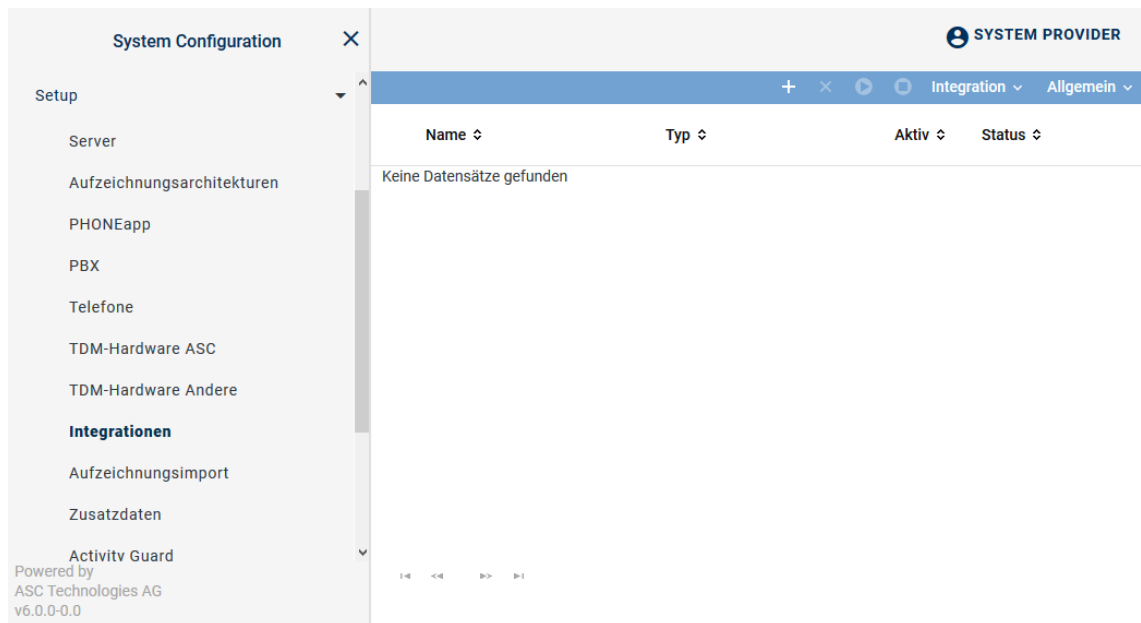 System Configuration
SYSTEM PROVIDER
Setup
Integration
Allgemein
Server
Name
Typ
Aktiv
Status
Aufzeichnungsarchitekturen
Keine Datensätze gefunden
PHONEapp
PBX
Telefone
TDM-Hardware ASC
TDM-Hardware Andere
Integrationen
Aufzeichnungsimport
Zusatzdaten
Activity Guard
Powered by
ASC Technologies AG
v6.0.0-0.0